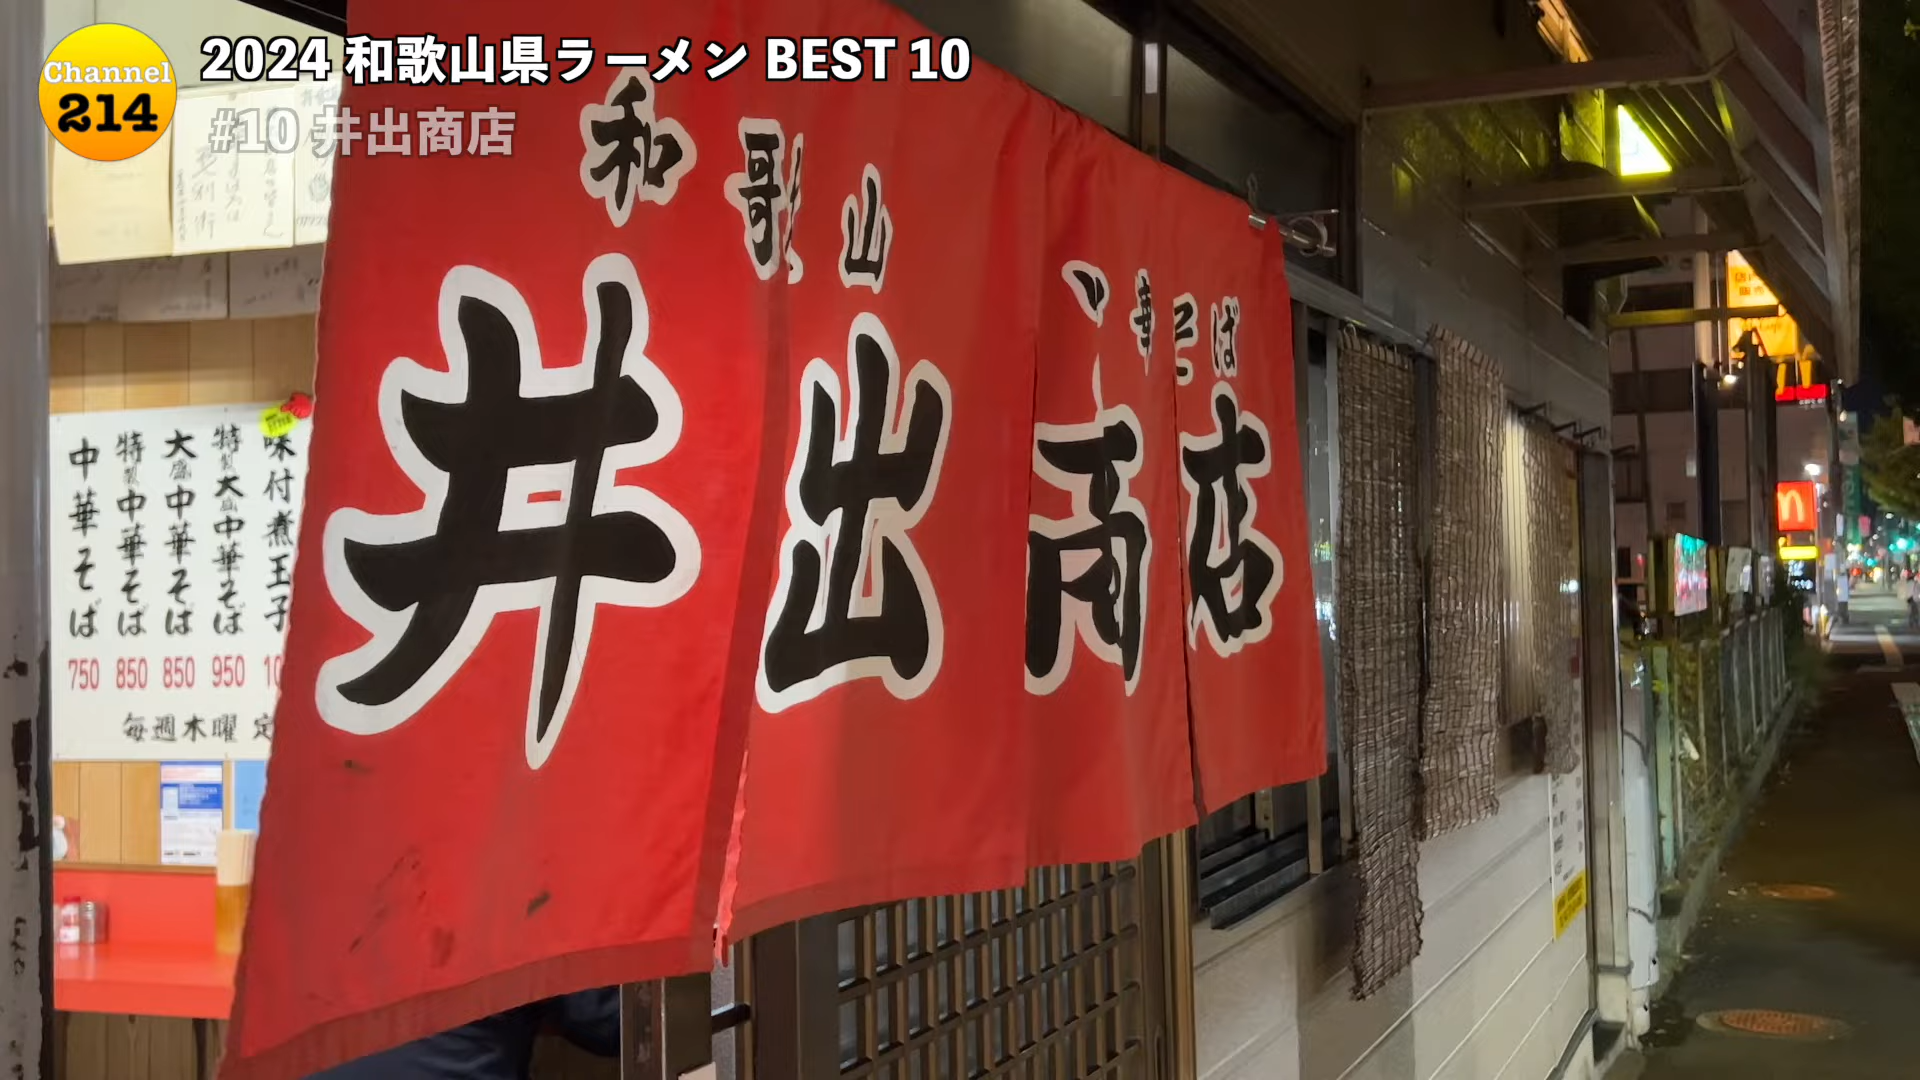 Channel
214
2024 和歌山県ラーメン BEST 10
#10 井出商店
和歌山
華そば
井出商店
中華そば 750
特製中華そば 850
大盛中華そば 850
特製大盛中華そば 950
味付煮玉子 10
毎週木曜 定